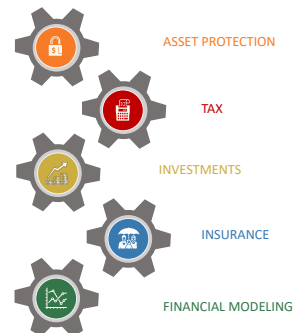 ASSET PROTECTION
TAX
INVESTMENTS
INSURANCE
FINANCIAL MODELING